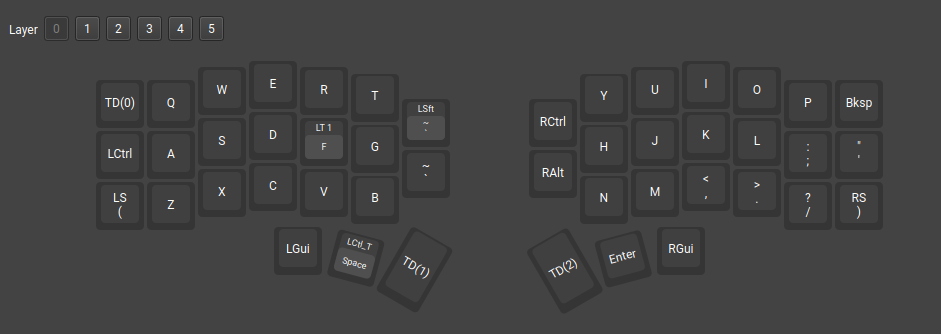 Layer 0 1 2 3 4 5
TD(0) Q W E R T LSft
~
`
RCtrl Y U I O P Bksp
LCtrl A S D LT 1
F
G ~
`
RAlt H J K L :
;
"
'
LS
(
Z X C V B N M <
,
>
.
?
/
RS
)
LGui LCtl_T
Space
TD(1) TD(2) Enter RGui